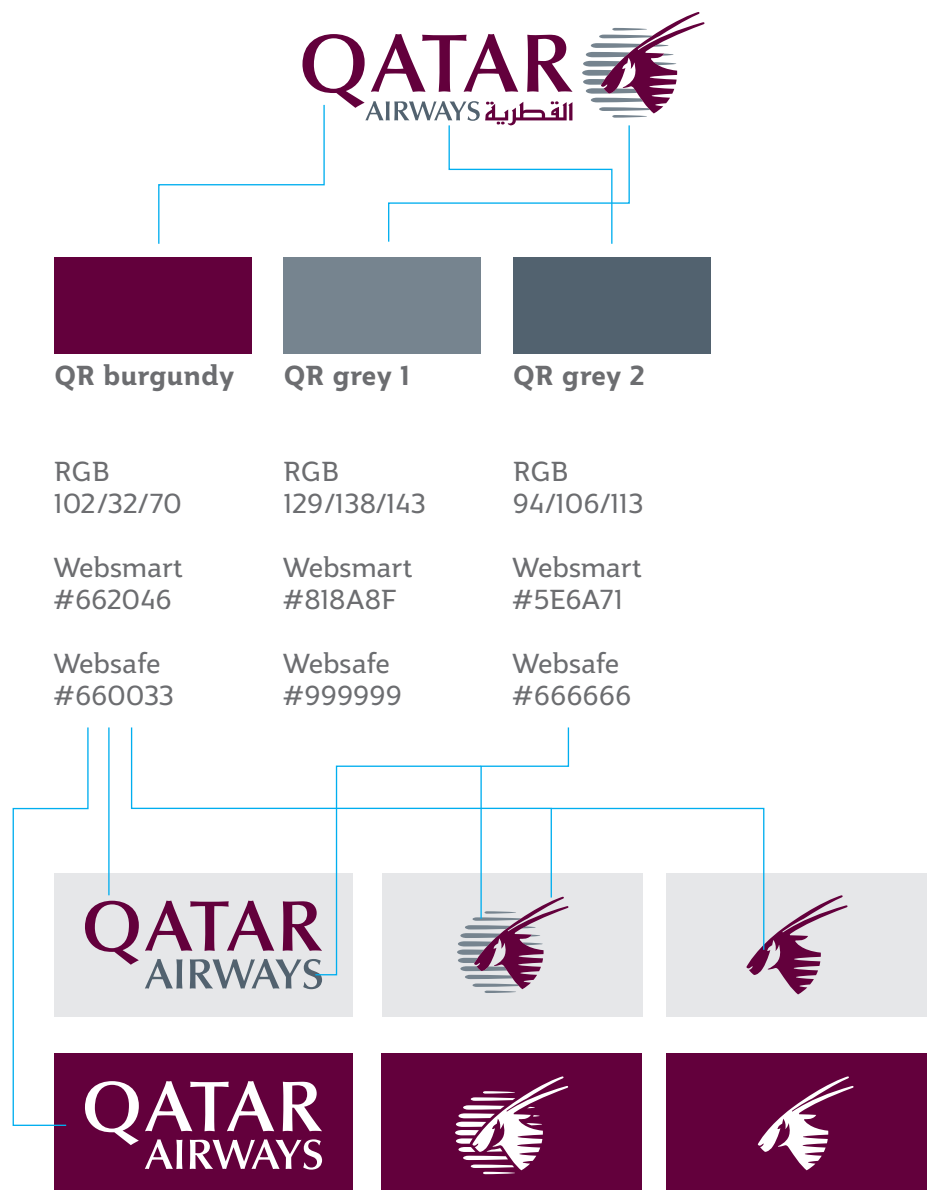 QATAR
AIRWAYS القطرية
QR burgundy
QR grey 1
QR grey 2
RGB
102/32/70
RGB
129/138/143
RGB
94/106/113
Websmart
#662046
Websmart
#818A8F
Websmart
#5E6A71
Websafe
#660033
Websafe
#999999
Websafe
#666666
QATAR
AIRWAYS
QATAR
AIRWAYS